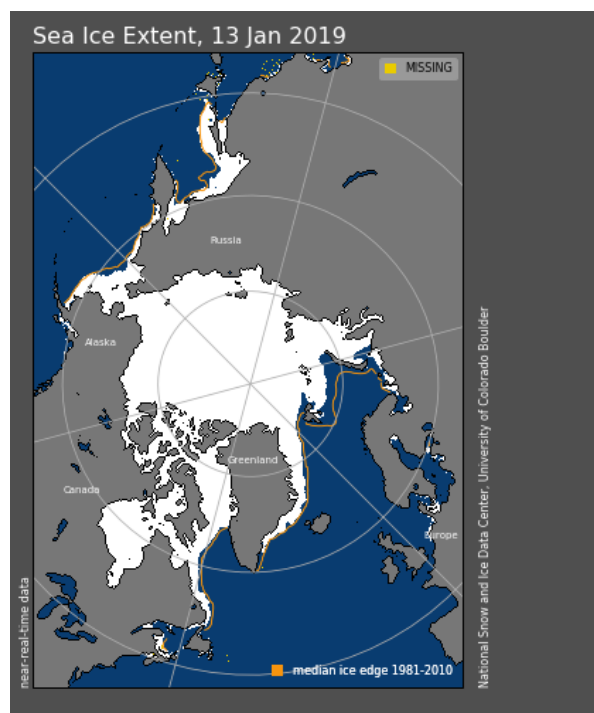 Sea Ice Extent, 13 Jan 2019
MISSING
Russia
Alaska
Greenland
Canada
Europe
median ice edge 1981-2010
near-real-time data
National Snow and Ice Data Center, University of Colorado Boulder